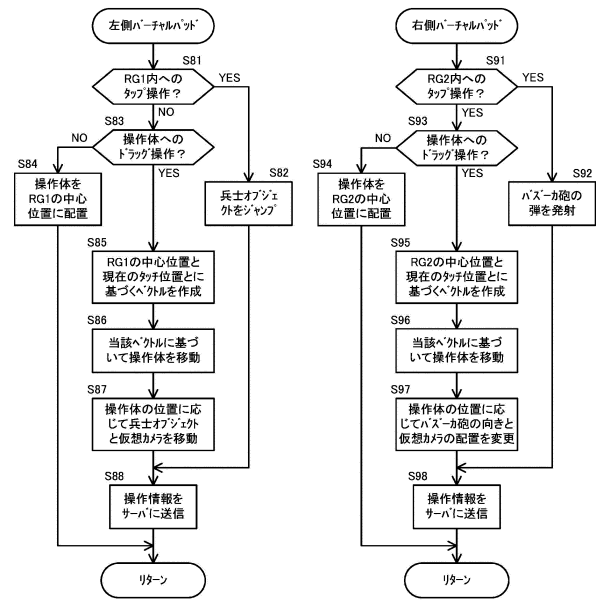 左側ﾊﾞｰﾁｬﾙﾊﾟｯﾄﾞ
S81
RG1内への
ﾀｯﾌﾟ操作？
YES
NO
S83
操作体への
ﾄﾞﾗｯｸﾞ操作？
NO
YES
S84
操作体を
RG1の中心
位置に配置
S82
兵士ｵﾌﾞｼﾞｪ
ｸﾄをｼﾞｬﾝﾌﾟ
S85
RG1の中心位置と
現在のﾀｯﾁ位置とに
基づくﾍﾞｸﾄﾙを作成
S86
当該ﾍﾞｸﾄﾙに基づ
いて操作体を移動
S87
操作体の位置に応
じて兵士ｵﾌﾞｼﾞｪｸﾄ
と仮想ｶﾒﾗを移動
S88
操作情報を
ｻｰﾊﾞに送信
ﾘﾀｰﾝ
右側ﾊﾞｰﾁｬﾙﾊﾟｯﾄﾞ
S91
RG2内への
ﾀｯﾌﾟ操作？
YES
YES
S93
操作体への
ﾄﾞﾗｯｸﾞ操作？
NO
YES
S94
操作体を
RG2の中心
位置に配置
S92
ﾊﾞｽﾞｰｶ砲の
弾を発射
S95
RG2の中心位置と
現在のﾀｯﾁ位置とに
基づくﾍﾞｸﾄﾙを作成
S96
当該ﾍﾞｸﾄﾙに基づ
いて操作体を移動
S97
操作体の位置に応
じてﾊﾞｽﾞｰｶ砲の向きと
仮想ｶﾒﾗの配置を変更
S98
操作情報を
ｻｰﾊﾞに送信
ﾘﾀｰﾝ